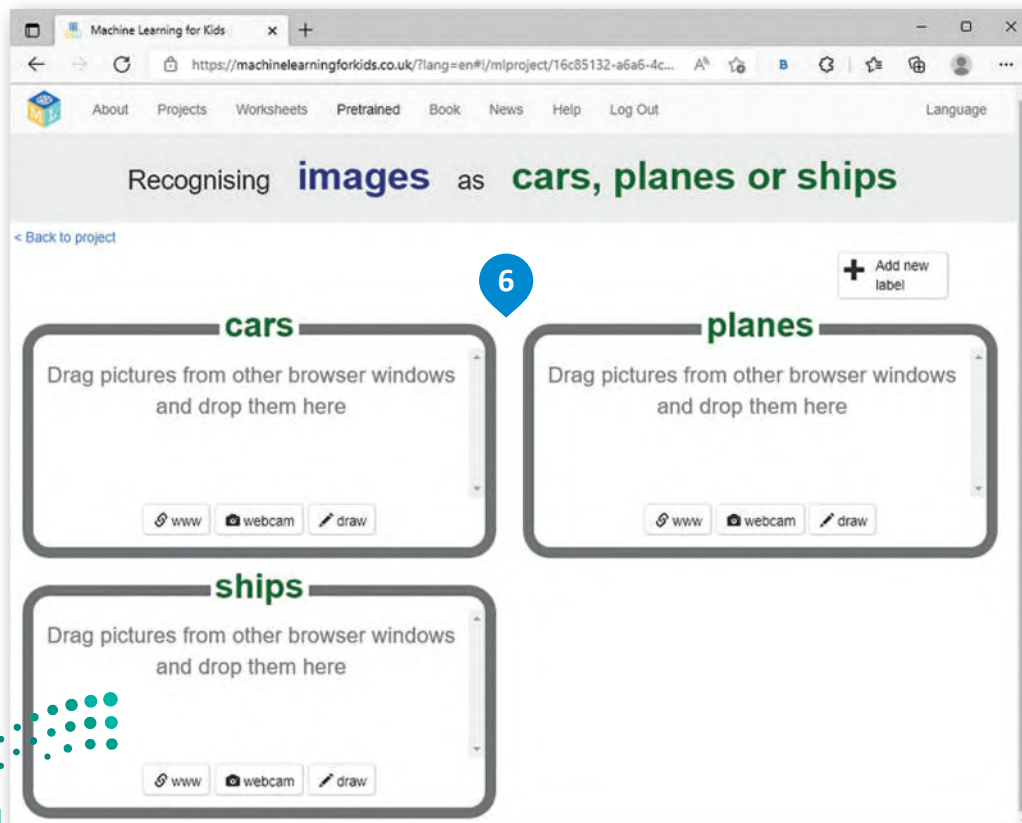 Machine Learning for Kids
https://machinelearningforkids.co.uk/?lang=en#!/mlproject/16c85132-a6a6-4c...
About Projects Worksheets Pretrained Book News Help Log Out Language
Recognising images as cars, planes or ships
< Back to project
Add new
label
6
cars
Drag pictures from other browser windows
and drop them here
www webcam draw
planes
Drag pictures from other browser windows
and drop them here
www webcam draw
ships
Drag pictures from other browser windows
and drop them here
www webcam draw